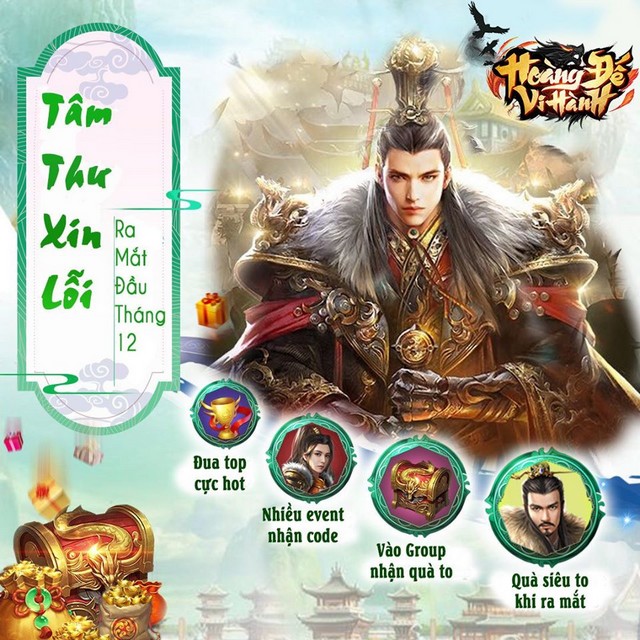 Hoàng Đế
Vi Hành
Tâm
Thư
Xin
Lỗi
Ra
Mắt
Đầu
Tháng
12
Đua top
cực hot
Nhiều event
nhận code
Vào Group
nhận quà to
Quà siêu to
khi ra mắt